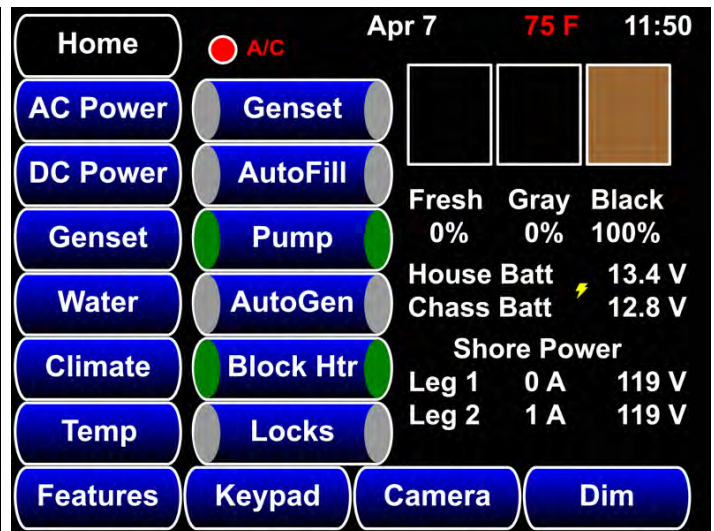 Home
A/C
Apr 7 75 F 11:50
AC Power
DC Power
Genset
Water
Climate
Temp
Genset
AutoFill
Pump
AutoGen
Block Htr
Locks
Fresh Gray Black
0% 0% 100%
House Batt 13.4 V
Chass Batt 12.8 V
Shore Power
Leg 1 0 A 119 V
Leg 2 1 A 119 V
Features Keypad Camera Dim